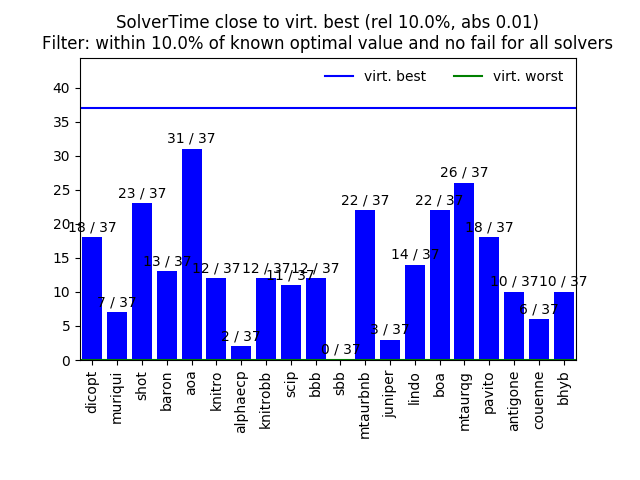 SolverTime close to virt. best (rel 10.0%, abs 0.01)
Filter: within 10.0% of known optimal value and no fail for all solvers
virt. best
virt. worst
40
35
30
25
20
15
10
5
0
18 / 37
7 / 37
23 / 37
13 / 37
31 / 37
12 / 37
2 / 37
12 / 37
11 / 37
12 / 37
0 / 37
22 / 37
3 / 37
14 / 37
22 / 37
26 / 37
18 / 37
10 / 37
6 / 37
10 / 37
dicopt
muriqui
shot
baron
aoa
knitro
alphaecp
knitrobb
scip
bbb
sbb
mtaurbnb
juniper
lindo
boa
mtaurqg
pavito
antigone
couenne
bhyb